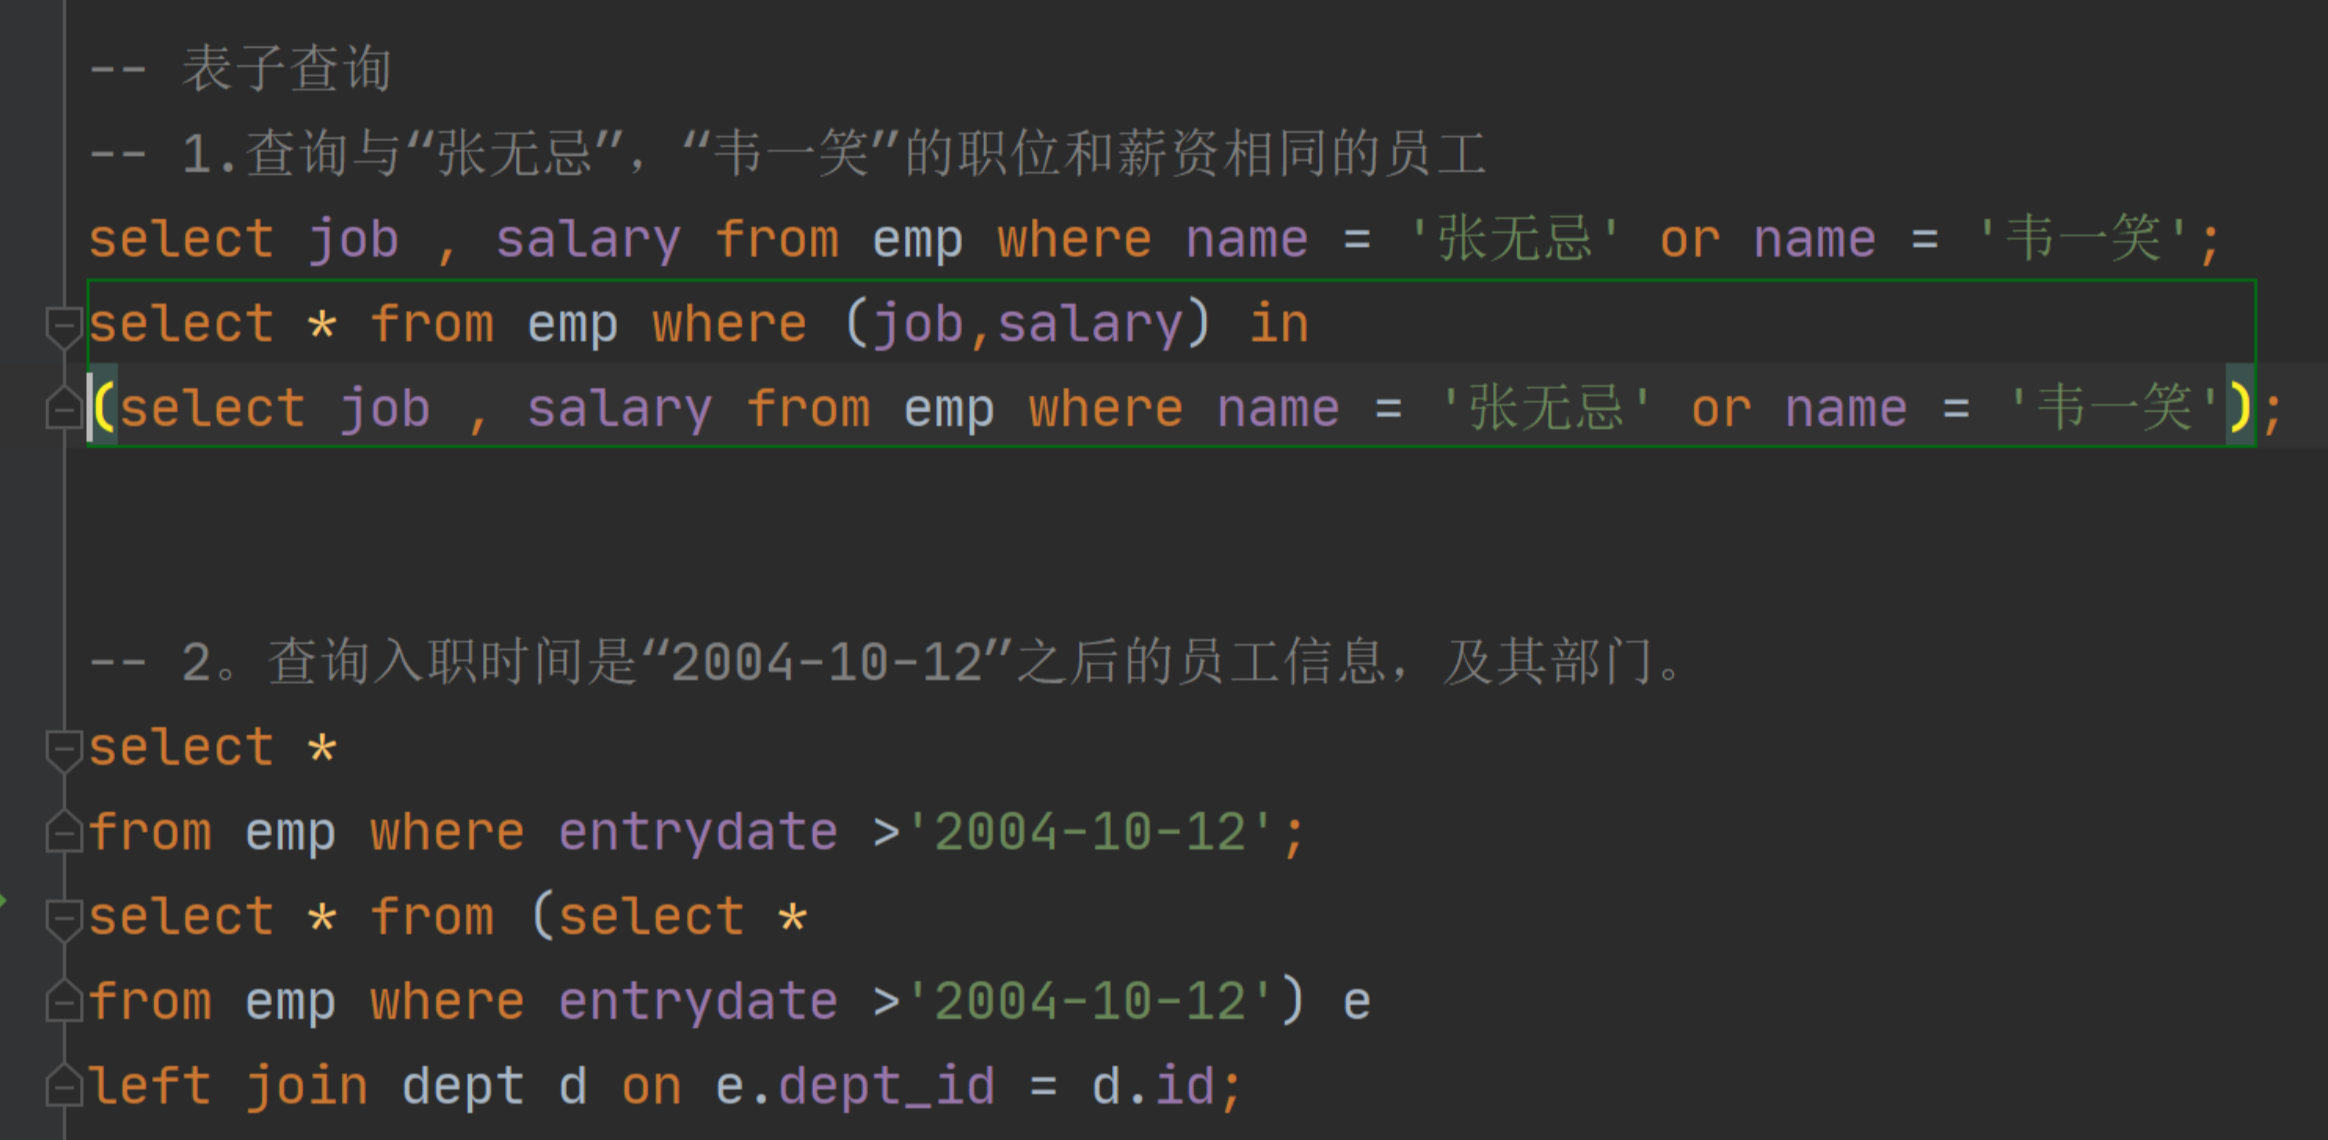 -- 表子查询
-- 1.查询与“张无忌”，“韦一笑”的职位和薪资相同的员工
select job , salary from emp where name = '张无忌' or name = '韦一笑';
select * from emp where (job,salary) in
(select job , salary from emp where name = '张无忌' or name = '韦一笑');
-- 2。查询入职时间是“2004-10-12”之后的员工信息，及其部门。
select *
from emp where entrydate >'2004-10-12';
select * from (select *
from emp where entrydate >'2004-10-12') e
left join dept d on e.dept_id = d.id;